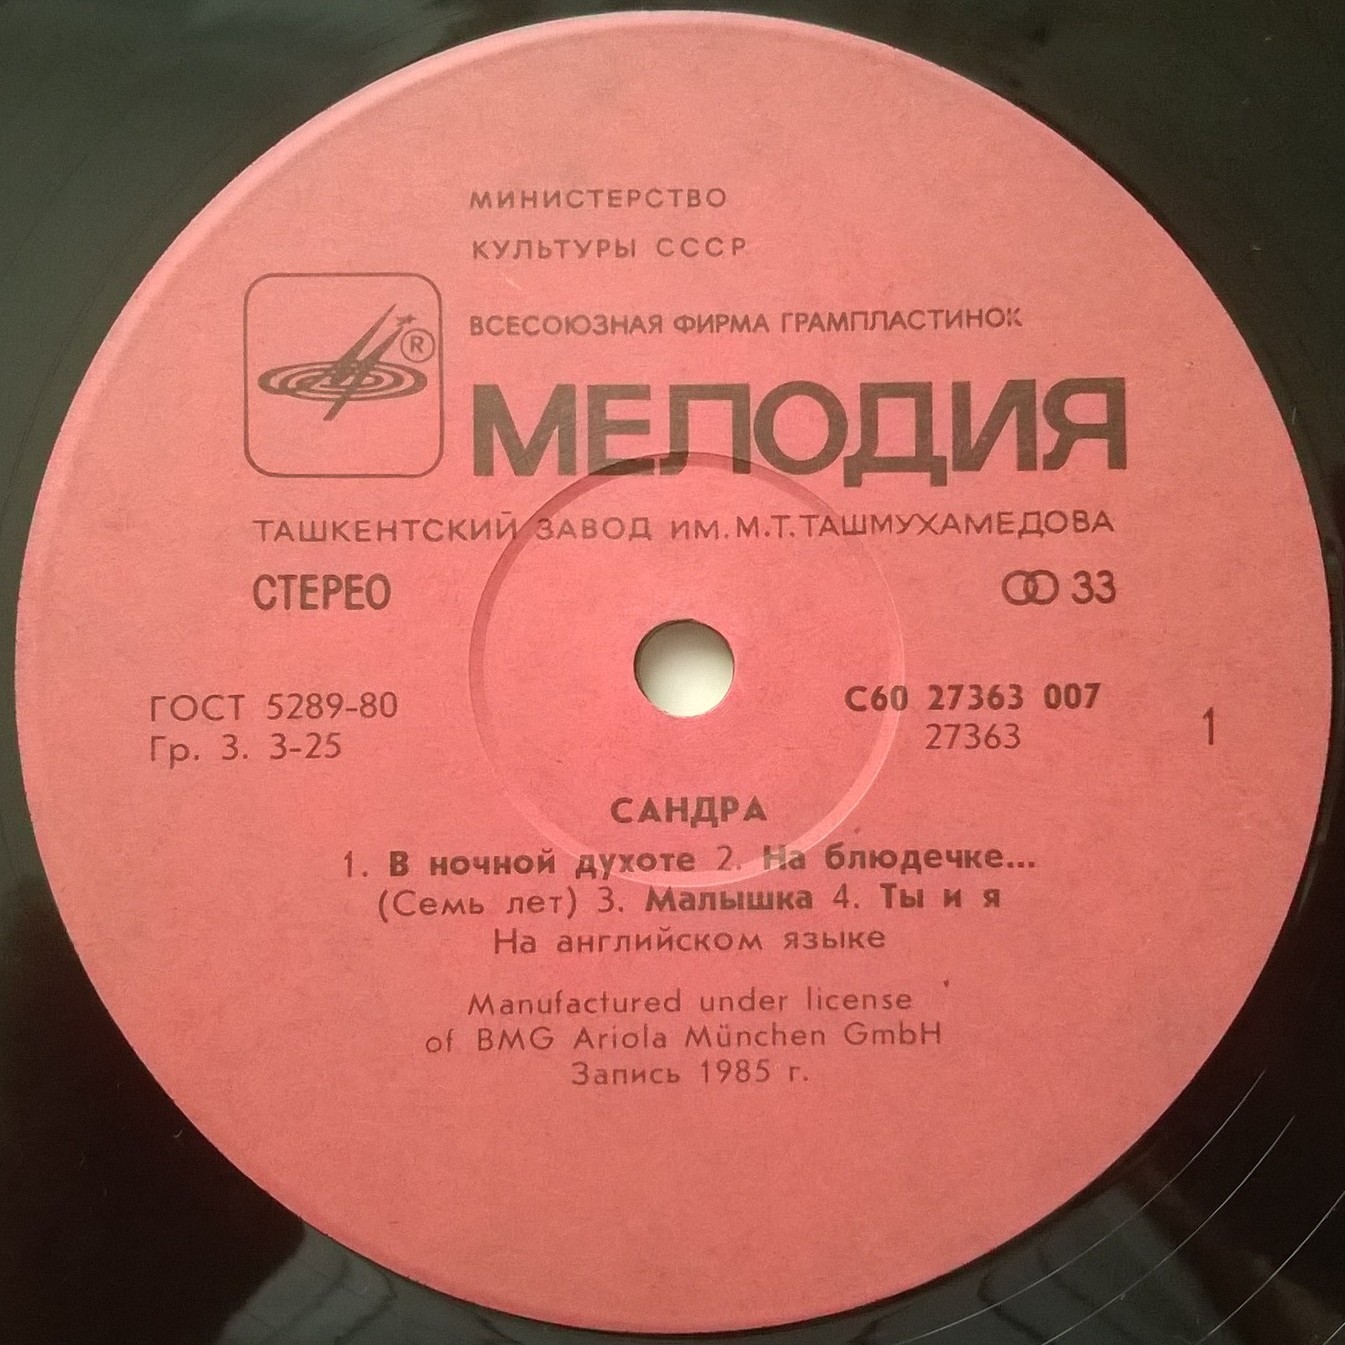 МИНИСТЕРСТВО
КУЛЬТУРЫ СССР
®
ВСЕСОЮЗНАЯ ФИРМА ГРАМПЛАСТИНОК
МЕЛОДИЯ
ТАШКЕНТСКИЙ ЗАВОД ИМ. М.Т. ТАШМУХАМЕДОВА
СТЕРЕО
33
ГОСТ 5289-80
Гр. 3. 3-25
С60 27363 007
27363
1
САНДРА
1. В ночной духоте 2. На блюдечке...
(Семь лет) 3. Малышка 4. Ты и я
На английском языке
Manufactured under license
of BMG Ariola München GmbH
Запись 1985 г.